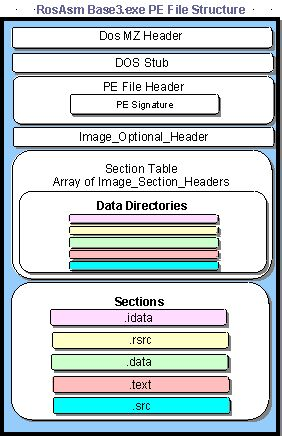 RosAsm Base3.exe PE File Structure
Dos MZ Header
DOS Stub
PE File Header
PE Signature
Image_Optional_Header
Section Table
Array of Image_Section_Headers
Data Directories
Sections
.idata
.rsrc
.data
.text
.src